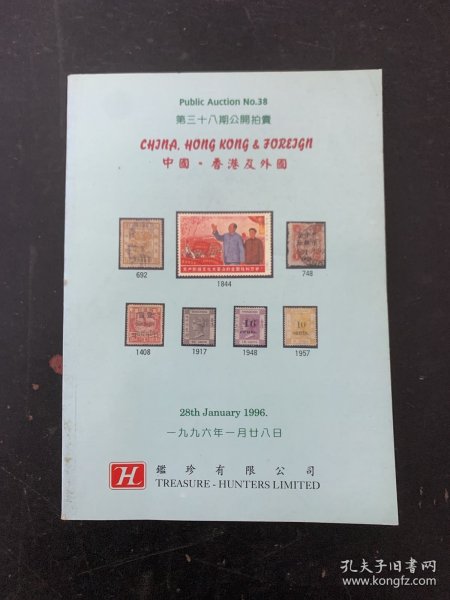 Public Auction No.38
第三十八期公開拍賣
CHINA, HONG KONG & FOREIGN
中國 - 香港及外國
692
1844
748
1408
1917
1948
1957
28th January 1996.
一九九六年一月廿八日
H
鑑珍有限公司
TREASURE - HUNTERS LIMITED
孔夫子旧书网
www.kongfz.com